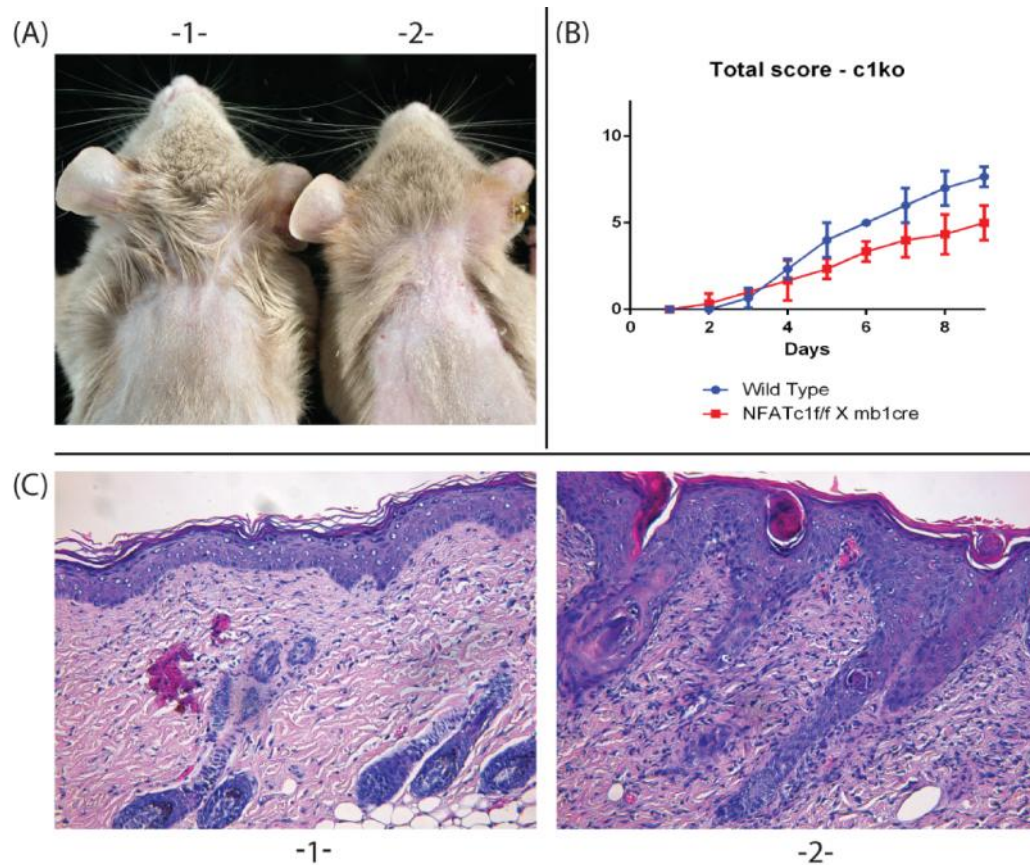 (A)
-1-
-2-
(B)
Total score - c1ko
10
5
0
0 2 4 6 8
Days
Wild Type
NFATc1f/f X mb1cre
(C)
-1-
-2-